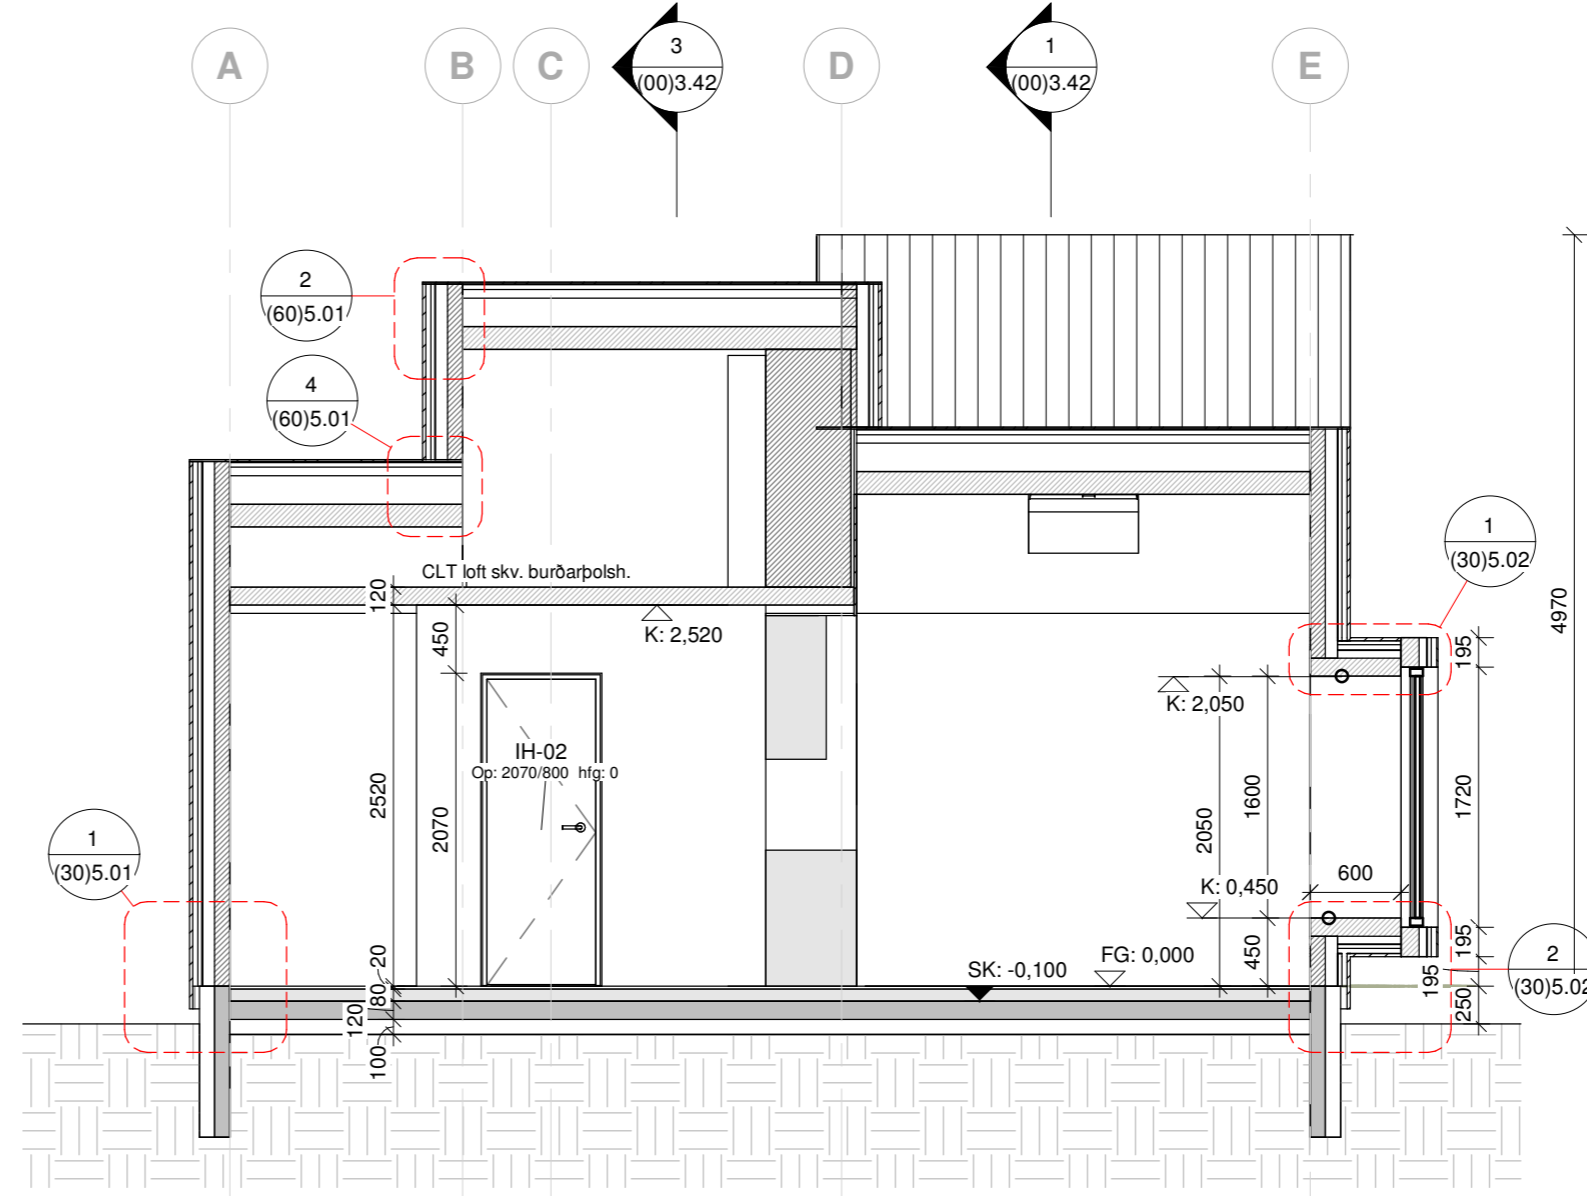 A
B
C
D
E
3
(00)3.42
1
(00)3.42
2
(60)5.01
4
(60)5.01
1
(30)5.01
1
(30)5.02
2
(30)5.02
CLT loft skv. burðarþolsh.
120
450
K: 2,520
2520
2070
IH-02
Op: 2070/800 hfg: 0
K: 2,050
2050
1600
K: 0,450
450
600
FG: 0,000
SK: -0,100
20
80
120
100
195
1720
195
195
250
4970